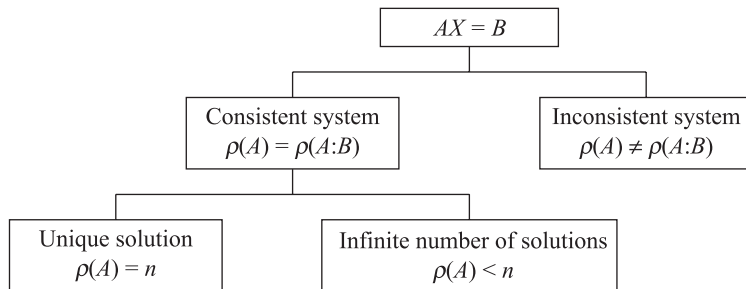 AX = B
Consistent system
ρ(A) = ρ(A:B)
Inconsistent system
ρ(A) ≠ ρ(A:B)
Unique solution
ρ(A) = n
Infinite number of solutions
ρ(A) < n